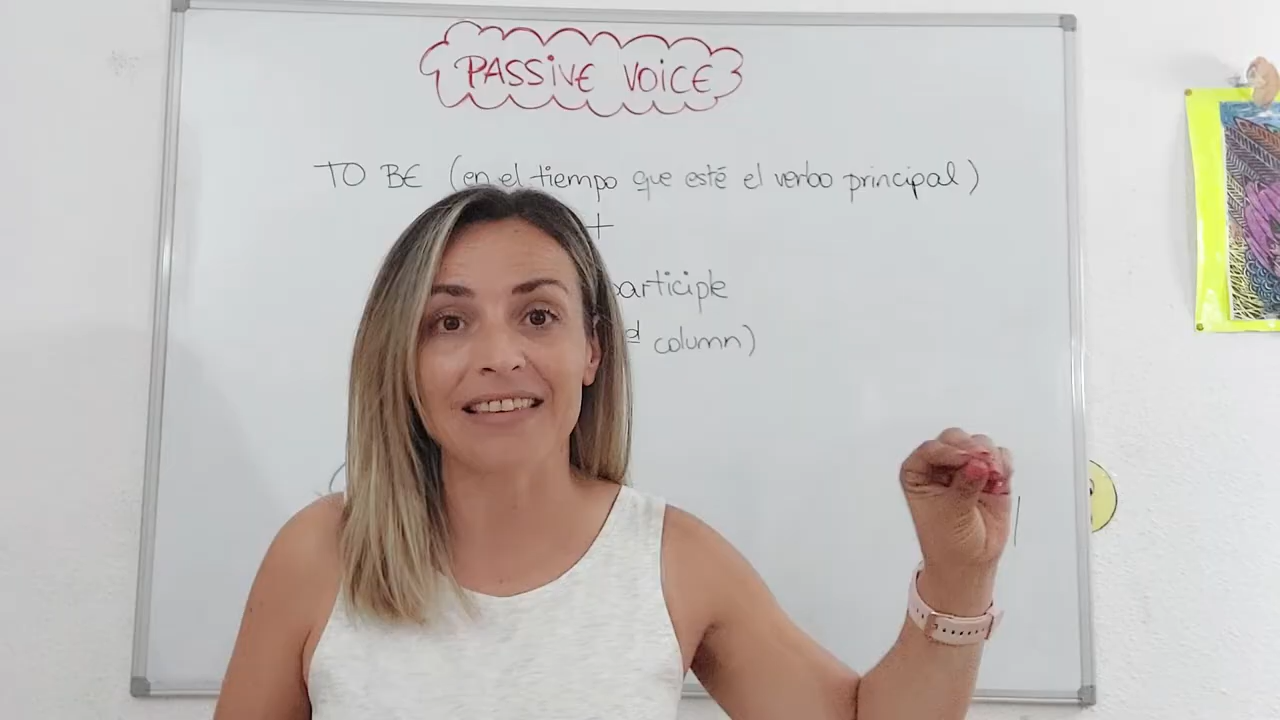 PASSIVE VOICE
TO BE (en el tiempo que esté el verbo principal)
+
participle
column)